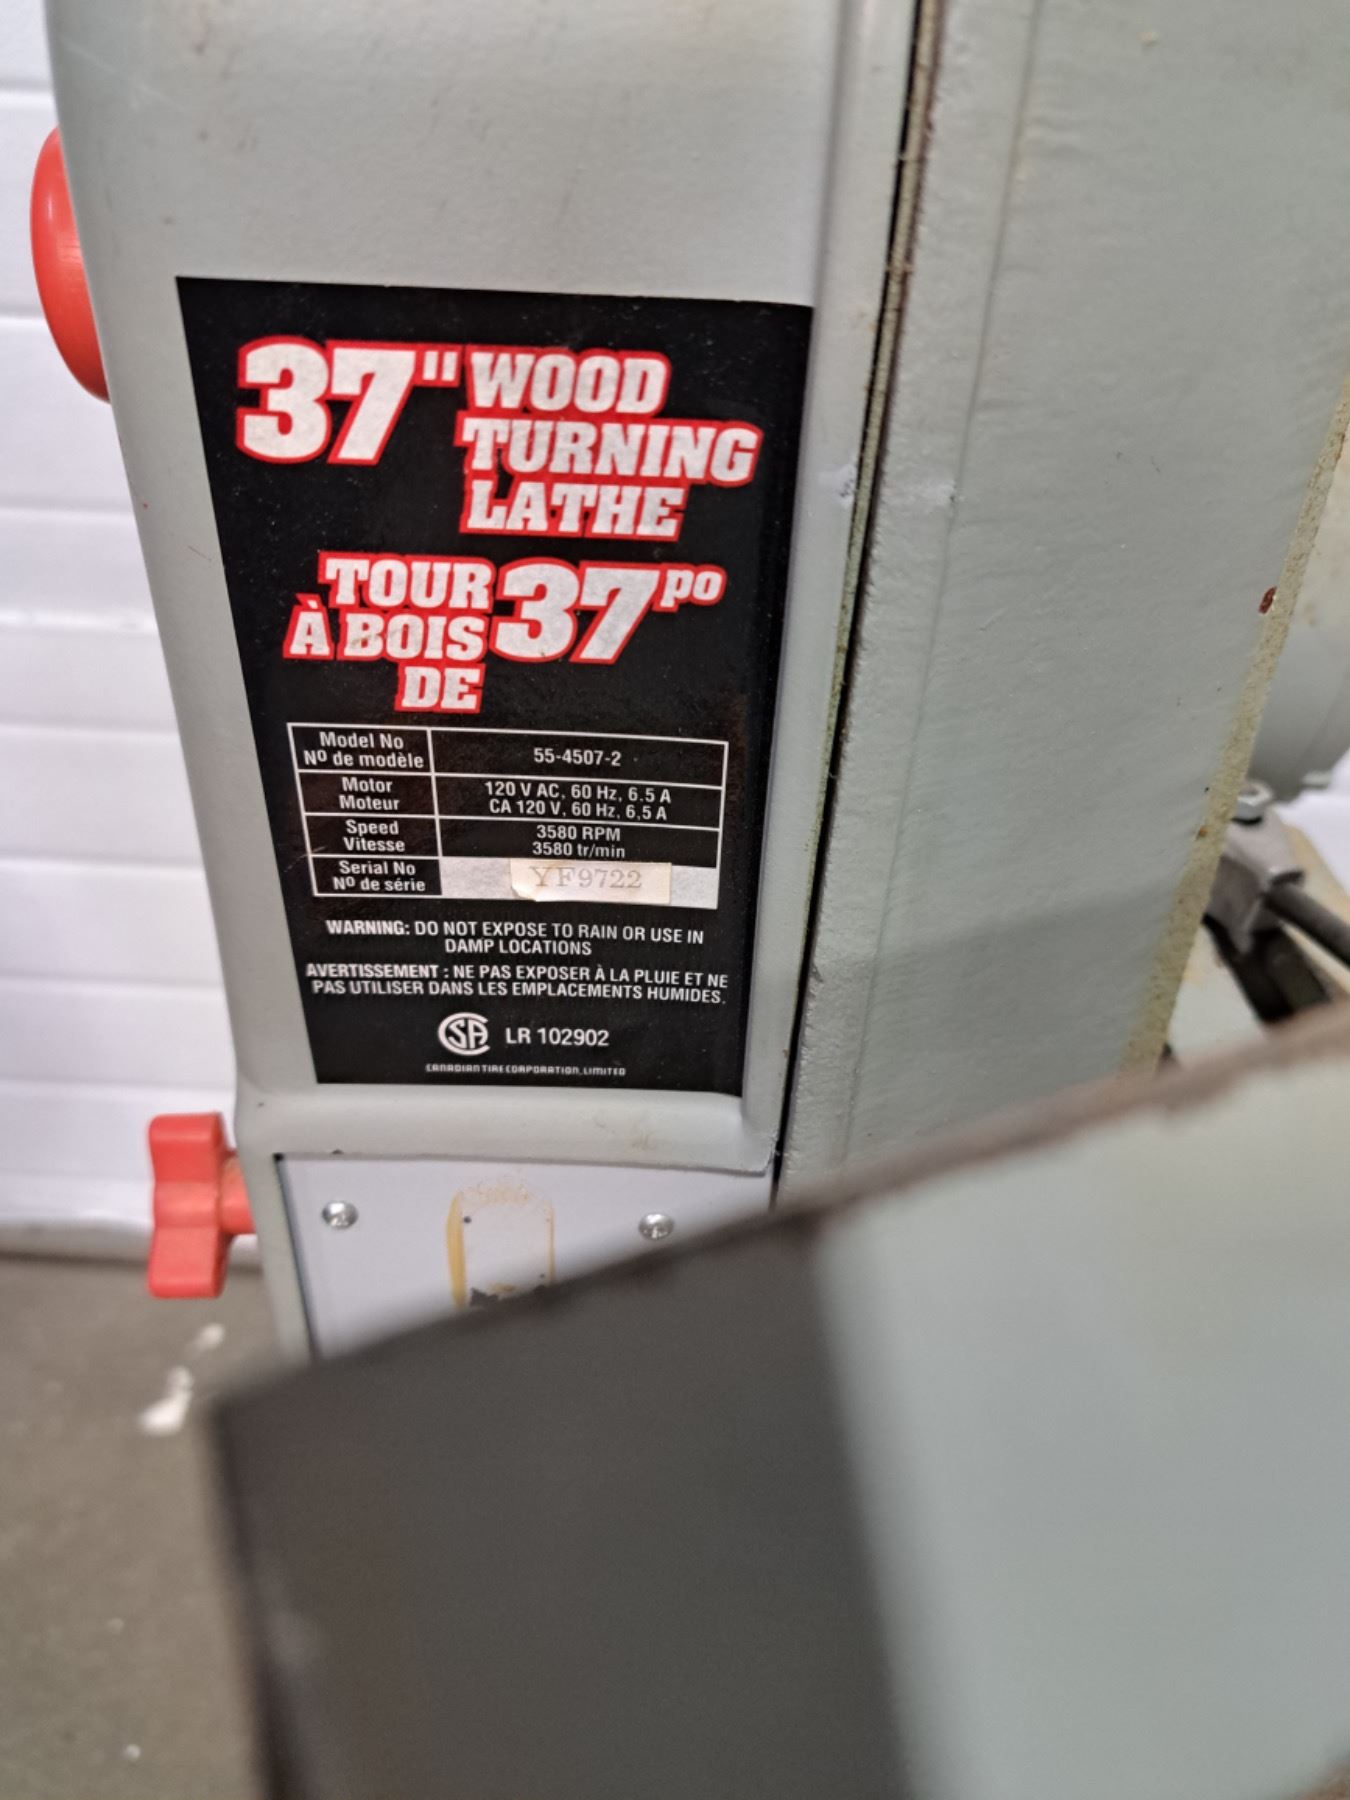 37" WOOD
TURNING
LATHE
TOUR
À BOIS
DE
37 PO
Model No
Nº de modèle
55-4507-2
Motor
Moteur
120 V AC, 60 Hz, 6.5 A
CA 120 V, 60 Hz, 6,5 A
Speed
Vitesse
3580 RPM
3580 tr/min
Serial No
Nº de série
YF9722
WARNING: DO NOT EXPOSE TO RAIN OR USE IN
DAMP LOCATIONS
AVERTISSEMENT : NE PAS EXPOSER À LA PLUIE ET NE
PAS UTILISER DANS LES EMPLACEMENTS HUMIDES.
CSA LR 102902
CANADIAN TIRE CORPORATION, LIMITED